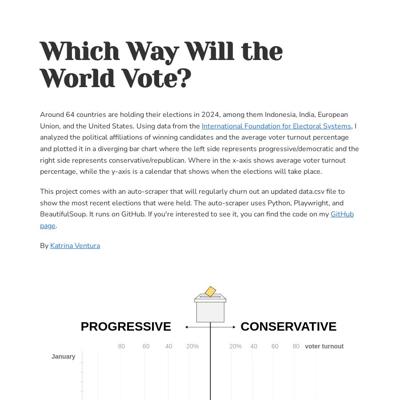 Which Way Will the
World Vote?
Around 64 countries are holding their elections in 2024, among them Indonesia, India, European
Union, and the United States. Using data from the International Foundation for Electoral Systems, I
analyzed the political affiliations of winning candidates and the average voter turnout percentage
and plotted it in a diverging bar chart where the left side represents progressive/democratic and the
right side represents conservative/republican. Where in the x-axis shows average voter turnout
percentage, while the y-axis is a calendar that shows when the elections will take place.
This project comes with an auto-scraper that will regularly churn out an updated data.csv file to
show the most recent elections that were held. The auto-scraper uses Python, Playwright, and
BeautifulSoup. It runs on GitHub. If you're interested to see it, you can find the code on my GitHub
page.
By Katrina Ventura
PROGRESSIVE CONSERVATIVE
80 60 40 20% 20% 40 60 80 voter turnout
January